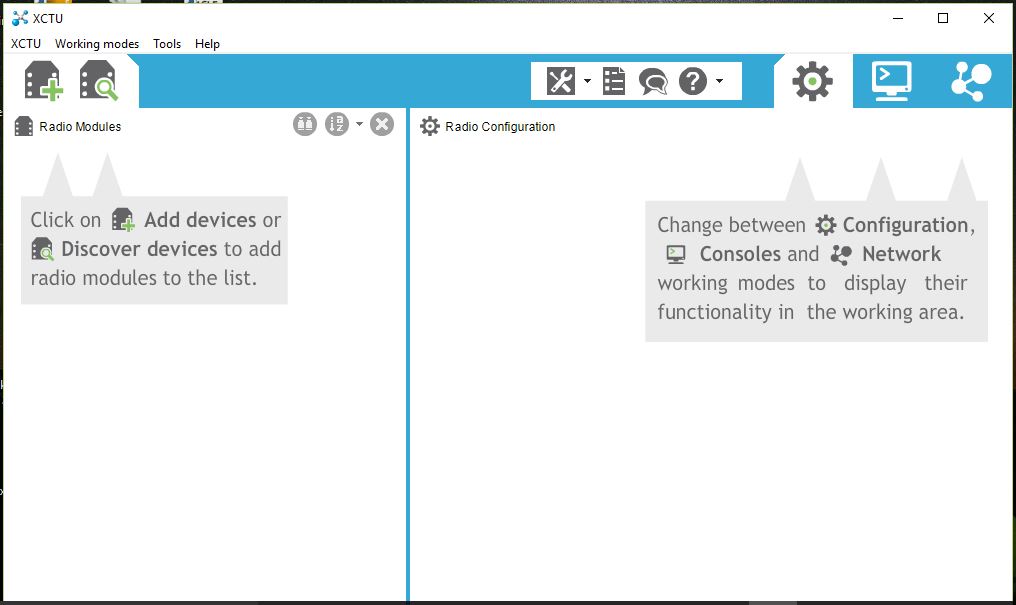 XCTU
XCTU Working modes Tools Help
Radio Modules
Radio Configuration
Click on Add devices or
Discover devices to add
radio modules to the list.
Change between Configuration,
Consoles and Network
working modes to display their
functionality in the working area.